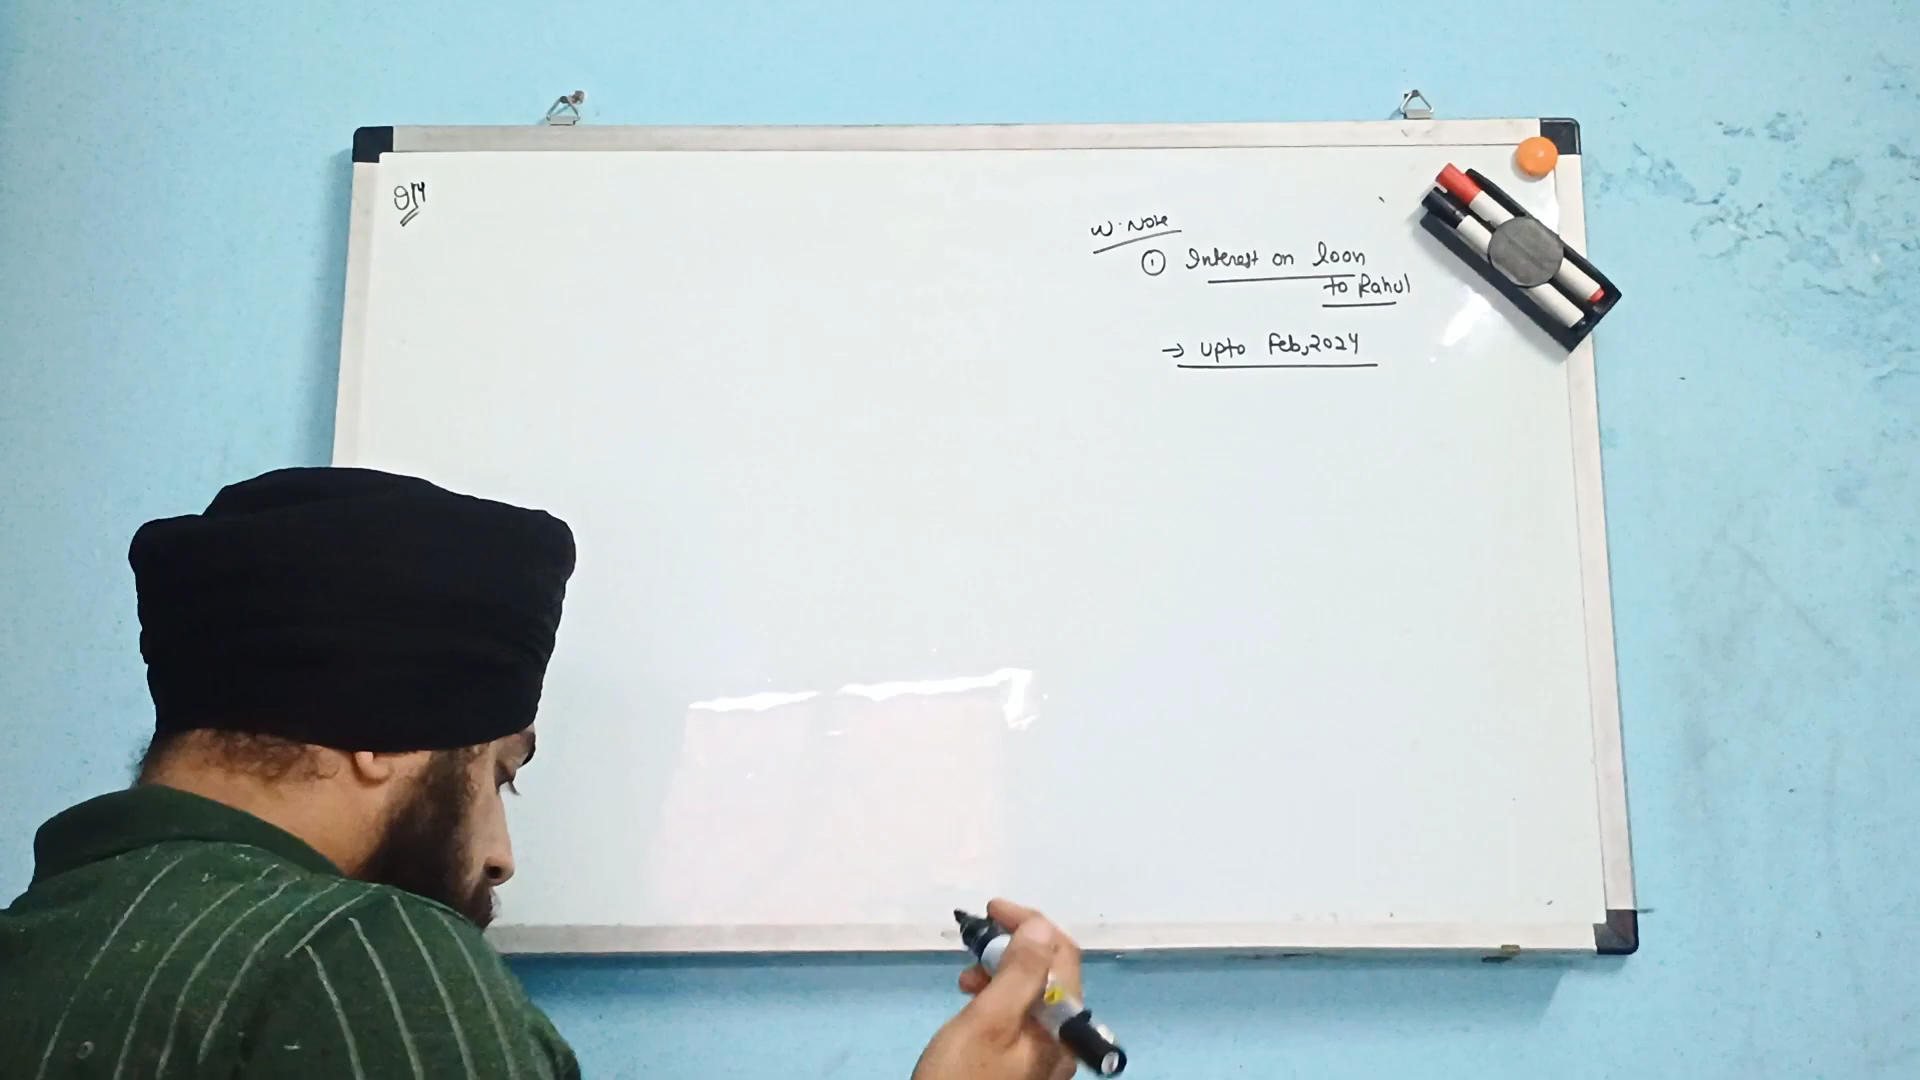 Q14
W. Note
① Interest on loan
to Rahul
→ upto Feb, 2024